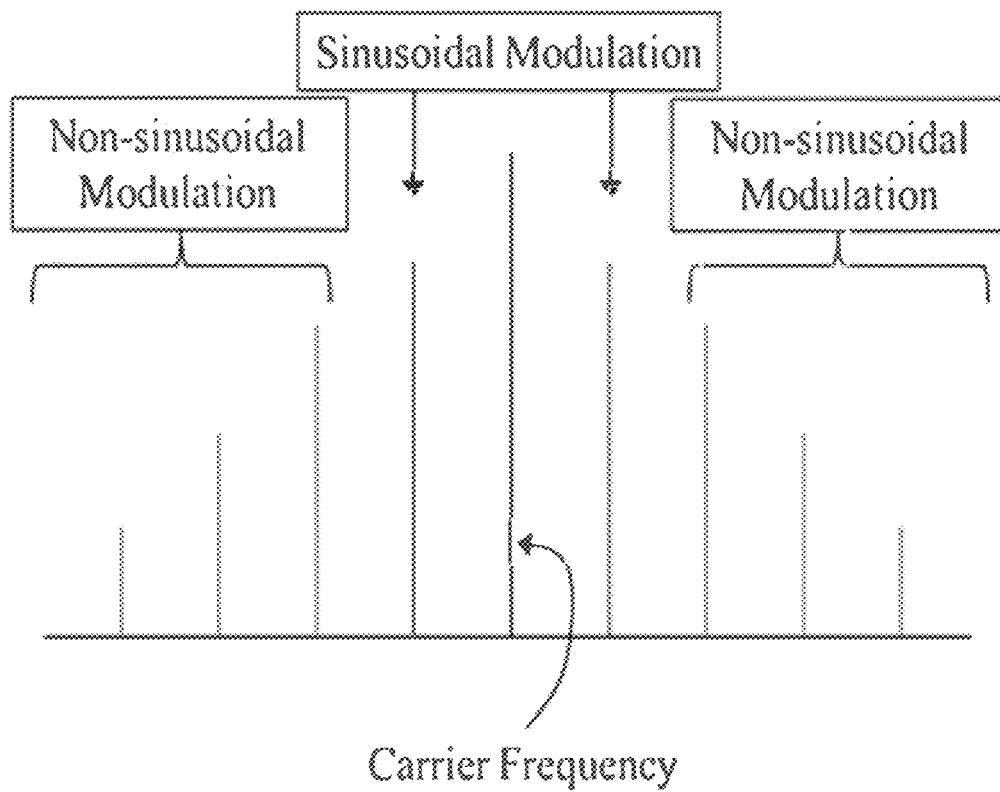 Sinusoidal Modulation
Non-sinusoidal
Modulation
Non-sinusoidal
Modulation
Carrier Frequency